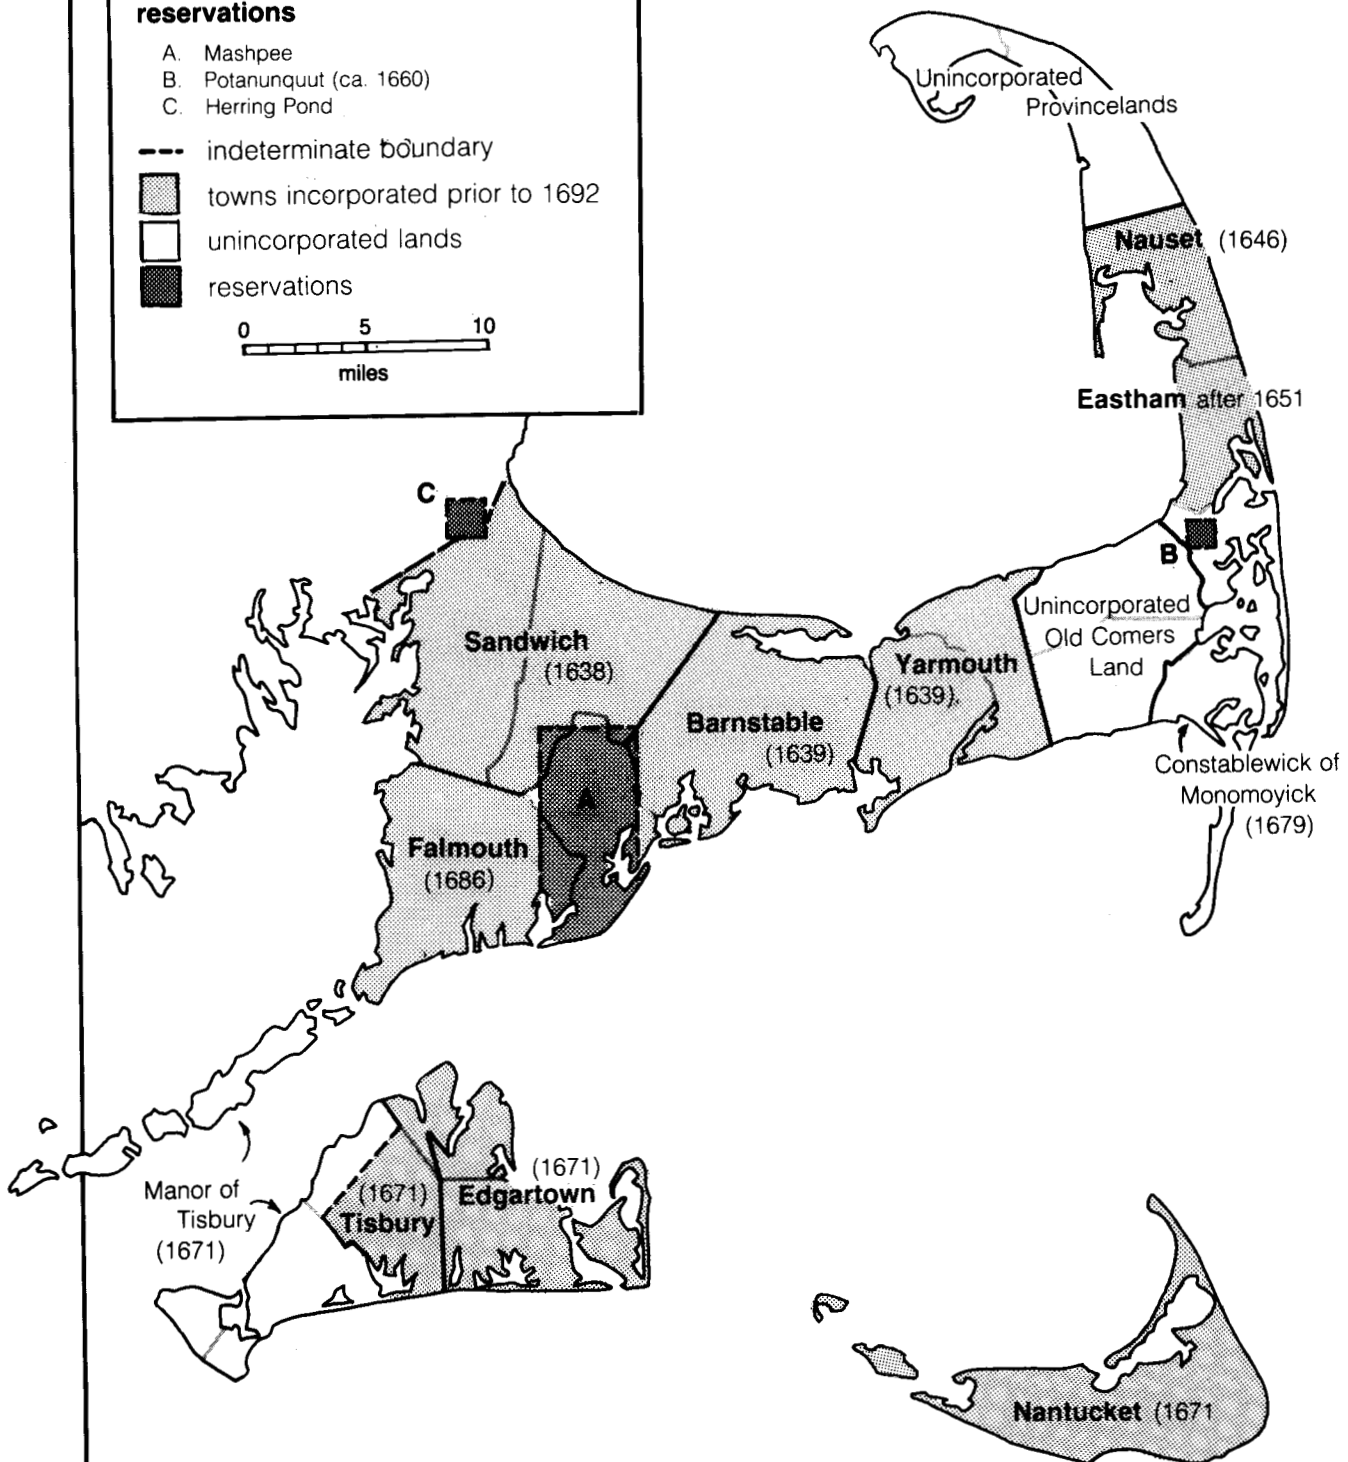 reservations
A. Mashpee
B. Potanunquut (ca. 1660)
C. Herring Pond
indeterminate boundary
towns incorporated prior to 1692
unincorporated lands
reservations
0 5 10
miles
Unincorporated
Provincelands
Nauset (1646)
Eastham after 1651
C
B
Unincorporated
Old Comers
Land
Sandwich
(1638)
Yarmouth
(1639).
Barnstable
(1639)
Constablewick of
Monomoyick
(1679)
A
Falmouth
(1686)
Manor of
Tisbury
(1671)
(1671)
Tisbury
(1671)
Edgartown
Nantucket (1671